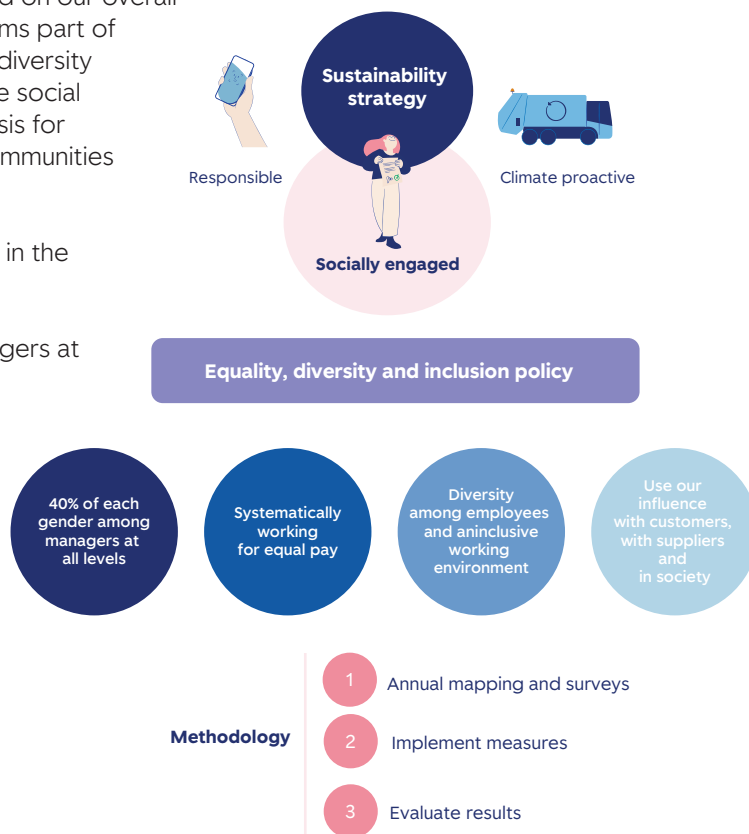 d on our overall
ms part of
diversity
e social
sis for
mmunities
in the
gers at
Sustainability
strategy
Responsible
Climate proactive
Socially engaged
Equality, diversity and inclusion policy
40% of each
gender among
managers at
all levels
Systematically
working
for equal pay
Diversity
among employees
and aninclusive
working
environment
Use our
influence
with customers,
with suppliers
and
in society
Methodology
1
Annual mapping and surveys
2
Implement measures
3
Evaluate results